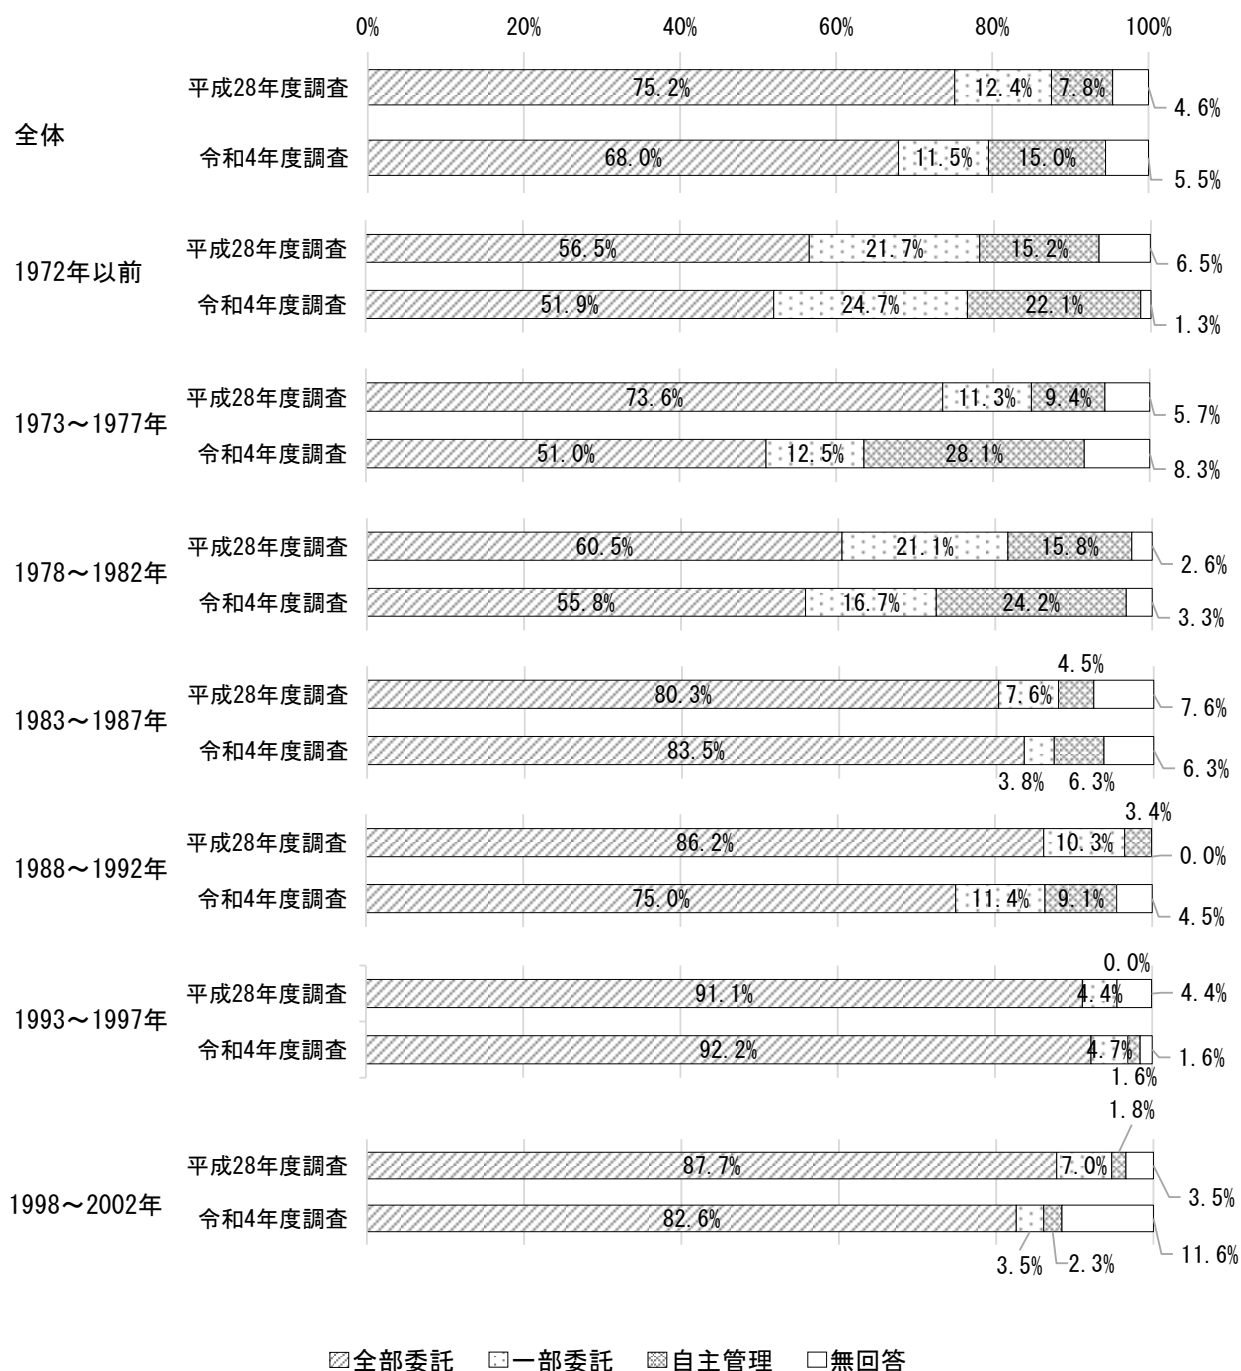 0% 20% 40% 60% 80% 100%
全体
平成28年度調査 75.2% 12.4% 7.8% 4.6%
令和4年度調査 68.0% 11.5% 15.0% 5.5%
1972年以前
平成28年度調査 56.5% 21.7% 15.2% 6.5%
令和4年度調査 51.9% 24.7% 22.1% 1.3%
1973～1977年
平成28年度調査 73.6% 11.3% 9.4% 5.7%
令和4年度調査 51.0% 12.5% 28.1% 8.3%
1978～1982年
平成28年度調査 60.5% 21.1% 15.8% 2.6%
令和4年度調査 55.8% 16.7% 24.2% 3.3%
1983～1987年
平成28年度調査 80.3% 7.6% 4.5% 7.6%
令和4年度調査 83.5% 3.8% 6.3% 6.3%
1988～1992年
平成28年度調査 86.2% 10.3% 3.4% 0.0%
令和4年度調査 75.0% 11.4% 9.1% 4.5%
1993～1997年
平成28年度調査 91.1% 4.4% 0.0% 4.4%
令和4年度調査 92.2% 4.7% 1.6% 1.6%
1998～2002年
平成28年度調査 87.7% 7.0% 1.8% 3.5%
令和4年度調査 82.6% 3.5% 2.3% 11.6%
全部委託 一部委託 自主管理 無回答